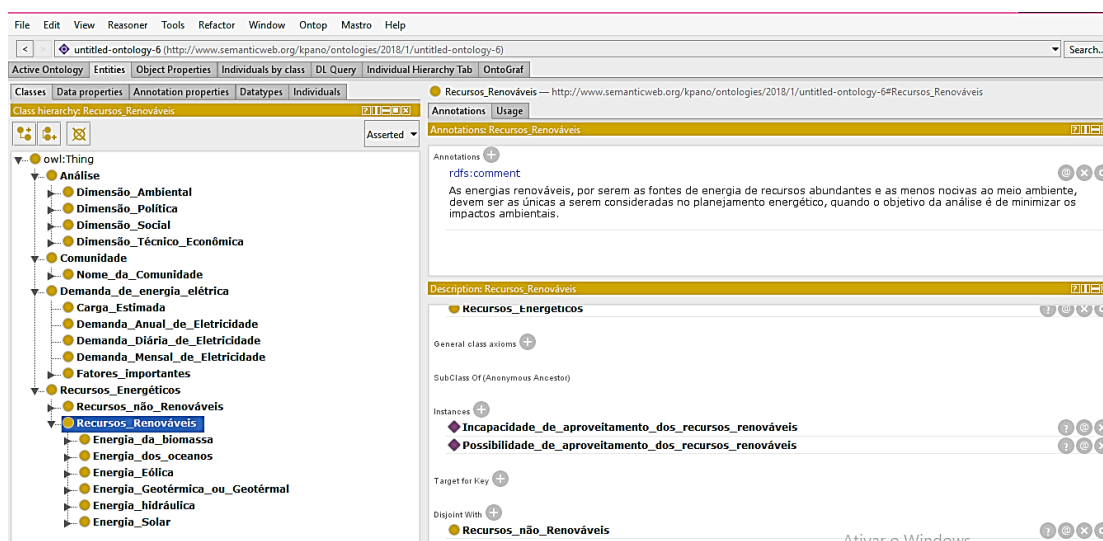 File Edit View Reasoner Tools Refactor Window Ontop Mastro Help
< > untitled-ontology-6 (http://www.semanticweb.org/kpano/ontologies/2018/1/untitled-ontology-6) Search...
Active Ontology Entities Object Properties Individuals by class DL Query Individual Hierarchy Tab OntoGraf
Classes Data properties Annotation properties Datatypes Individuals
Class hierarchy: Recursos_Renováveis
Asserted
owl:Thing
Análise
Dimensão_Ambiental
Dimensão_Política
Dimensão_Social
Dimensão_Técnico_Econômica
Comunidade
Nome_da_Comunidade
Demanda_de_energia_elétrica
Carga_Estimada
Demanda_Anual_de_Eletricidade
Demanda_Diária_de_Eletricidade
Demanda_Mensal_de_Eletricidade
Fatores_importantes
Recursos_Energéticos
Recursos_não_Renováveis
Recursos_Renováveis
Energia_da_biomassa
Energia_dos_oceanos
Energia_Eólica
Energia_Geotérmica_ou_Geotérmal
Energia_hidráulica
Energia_Solar
Recursos_Renováveis — http://www.semanticweb.org/kpano/ontologies/2018/1/untitled-ontology-6#Recursos_Renováveis
Annotations Usage
Annotations: Recursos_Renováveis
Annotations
rdfs:comment
As energias renováveis, por serem as fontes de energia de recursos abundantes e as menos nocivas ao meio ambiente,
devem ser as únicas a serem consideradas no planejamento energético, quando o objetivo da análise é de minimizar os
impactos ambientais.
Description: Recursos_Renováveis
Recursos_Energéticos
General class axioms
SubClass Of (Anonymous Ancestor)
Instances
Incapacidade_de_aproveitamento_dos_recursos_renováveis
Possibilidade_de_aproveitamento_dos_recursos_renováveis
Target for Key
Disjoint With
Recursos_não_Renováveis
Ativar o Windows